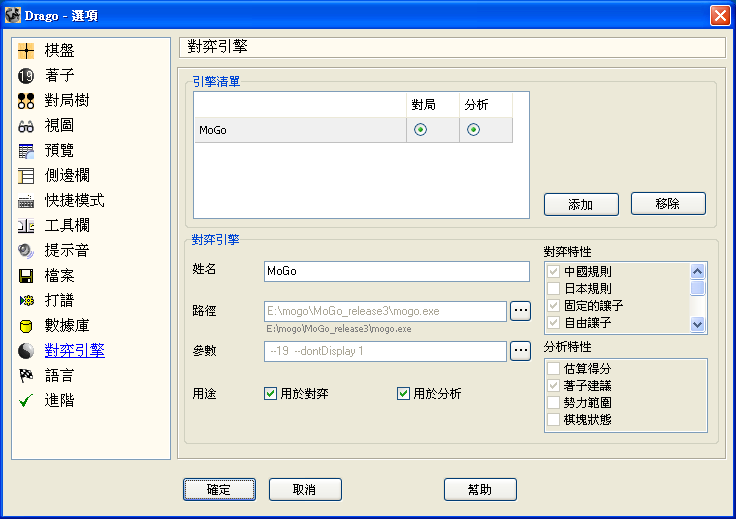 Drago - 選項
棋盤
著子
對局樹
視圖
預覽
側邊欄
快捷模式
工具欄
提示音
檔案
打譜
數據庫
對弈引擎
語言
進階
對弈引擎
引擎清單
對局 分析
MoGo
添加 移除
對弈引擎
姓名 MoGo
路徑 E:\mogo\MoGo_release3\mogo.exe ...
E:\mogo\MoGo_release3\mogo.exe
參數 --19 --dontDisplay 1 ...
用途 用於對弈 用於分析
對弈特性
中國規則
日本規則
固定的讓子
自由讓子
分析特性
估算得分
著子建議
勢力範圍
棋塊狀態
確定 取消 幫助